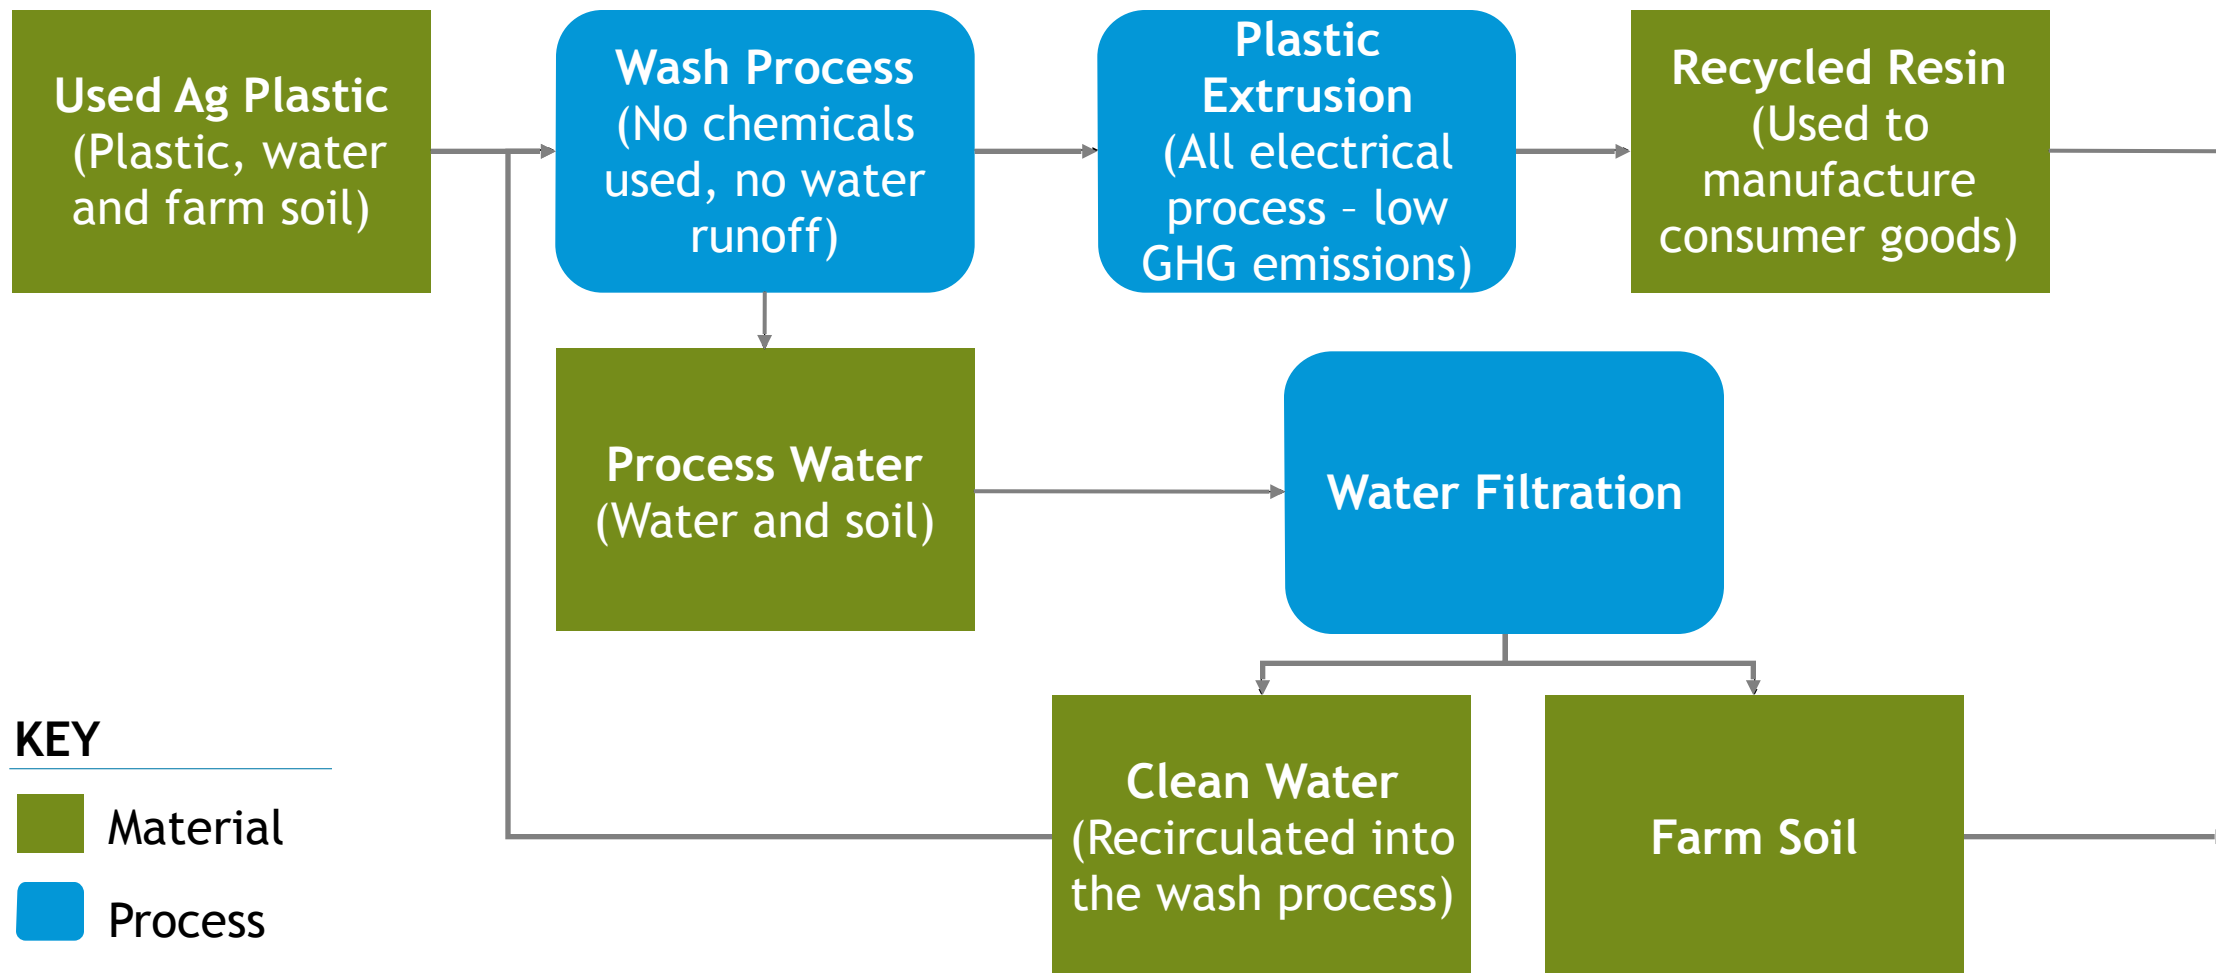 Used Ag Plastic
(Plastic, water
and farm soil)
Wash Process
(No chemicals
used, no water
runoff)
Plastic
Extrusion
(All electrical
process – low
GHG emissions)
Recycled Resin
(Used to
manufacture
consumer goods)
Process Water
(Water and soil)
Water Filtration
Clean Water
(Recirculated into
the wash process)
Farm Soil
KEY
Material
Process